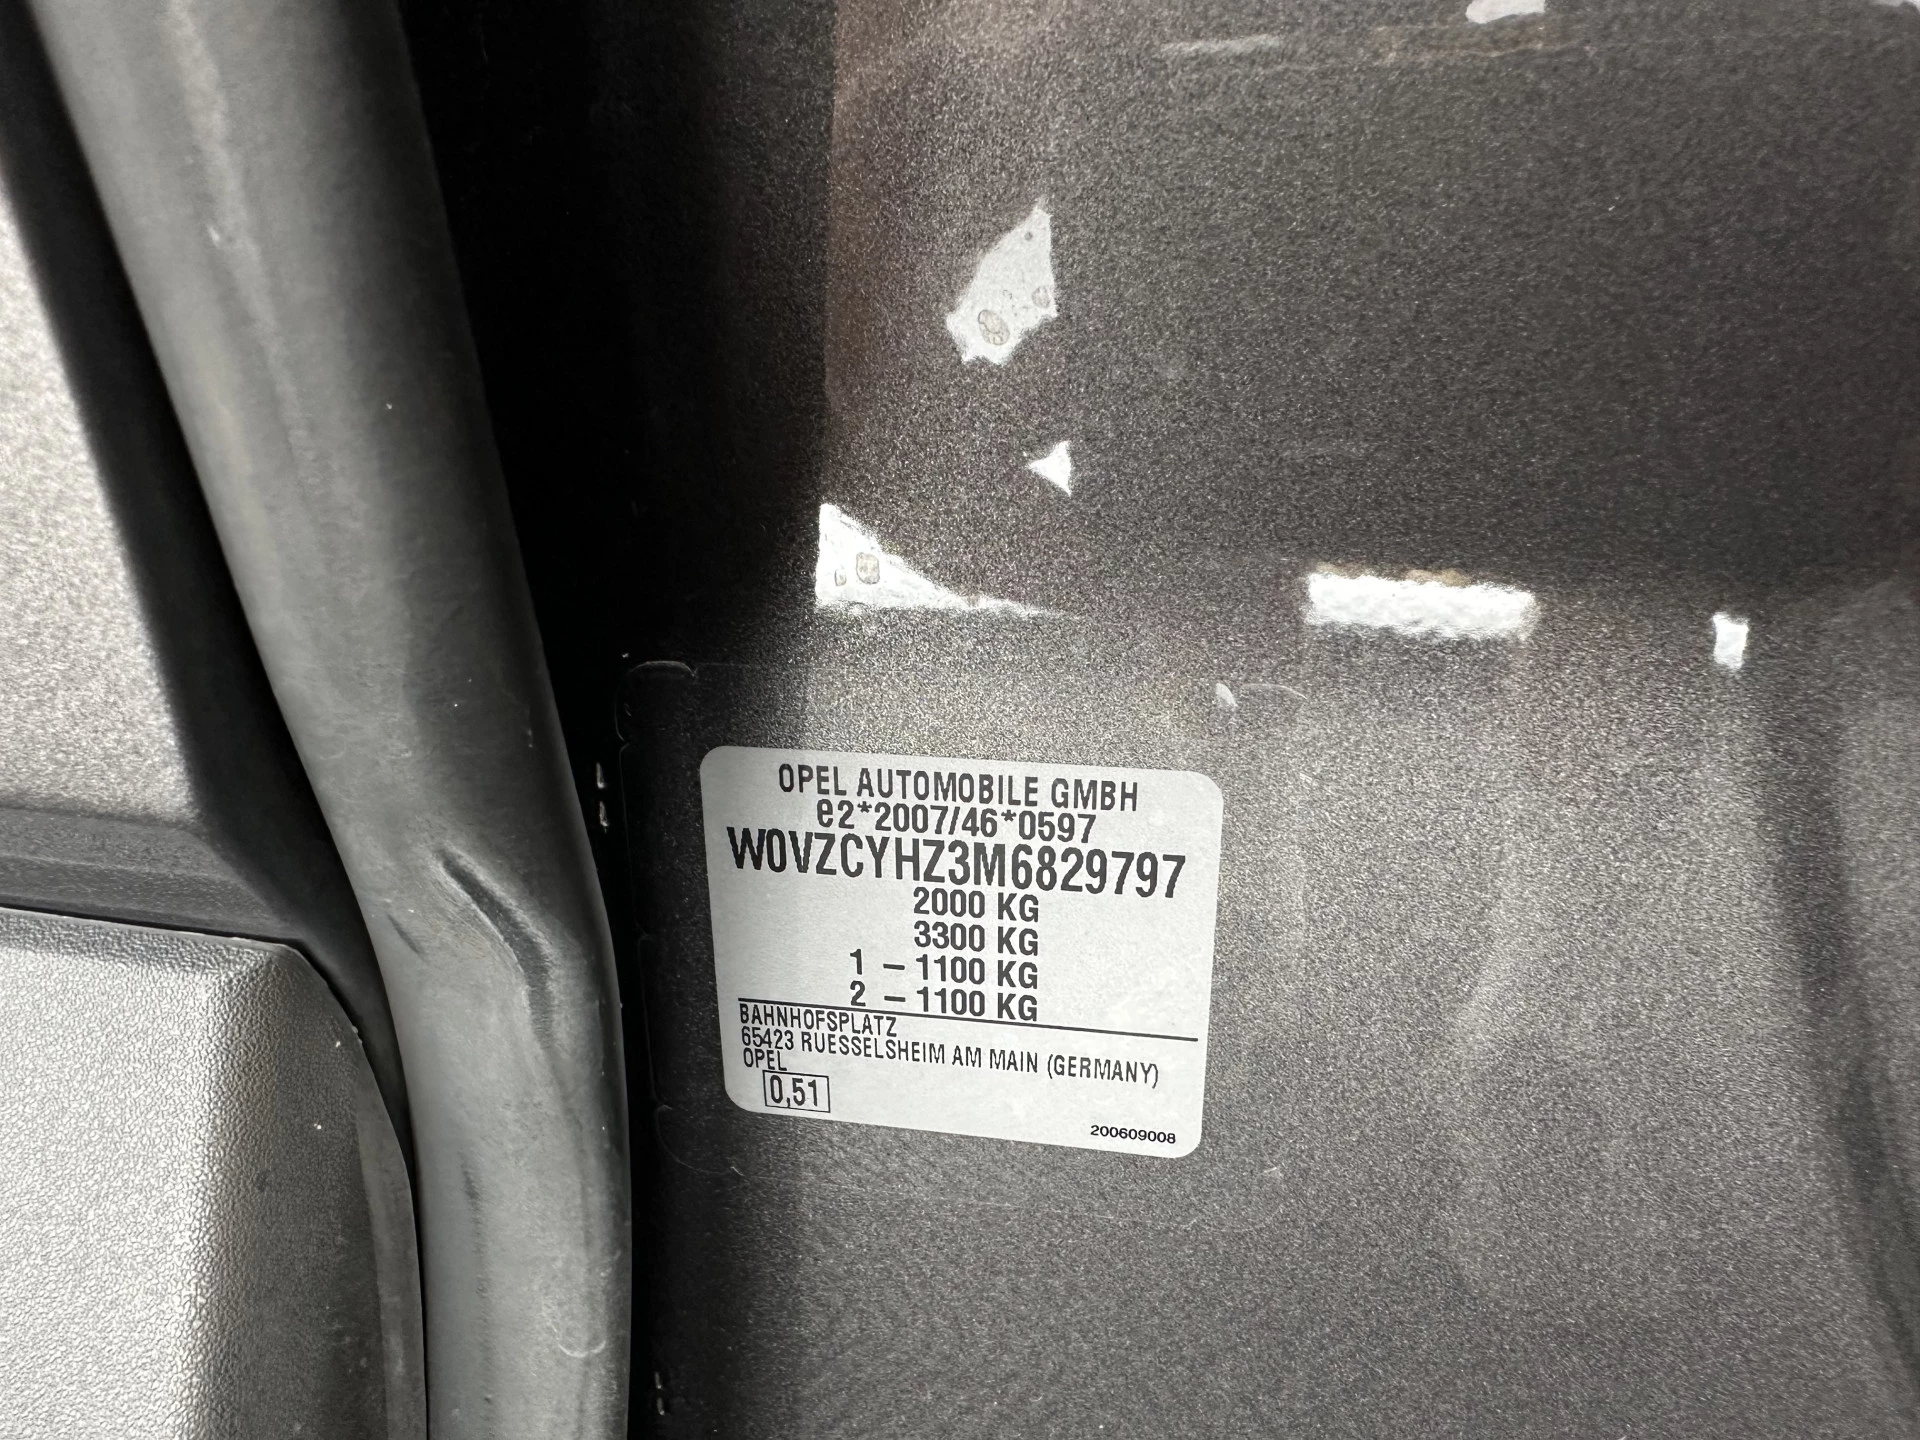 OPEL AUTOMOBILE GMBH
e2*2007/46*0597
W0VZCYHZ3M6829797
2000 KG
3300 KG
1 – 1100 KG
2 – 1100 KG
BAHNHOFSPLATZ
65423 RUESSELSHEIM AM MAIN (GERMANY)
OPEL
0,51
200609008